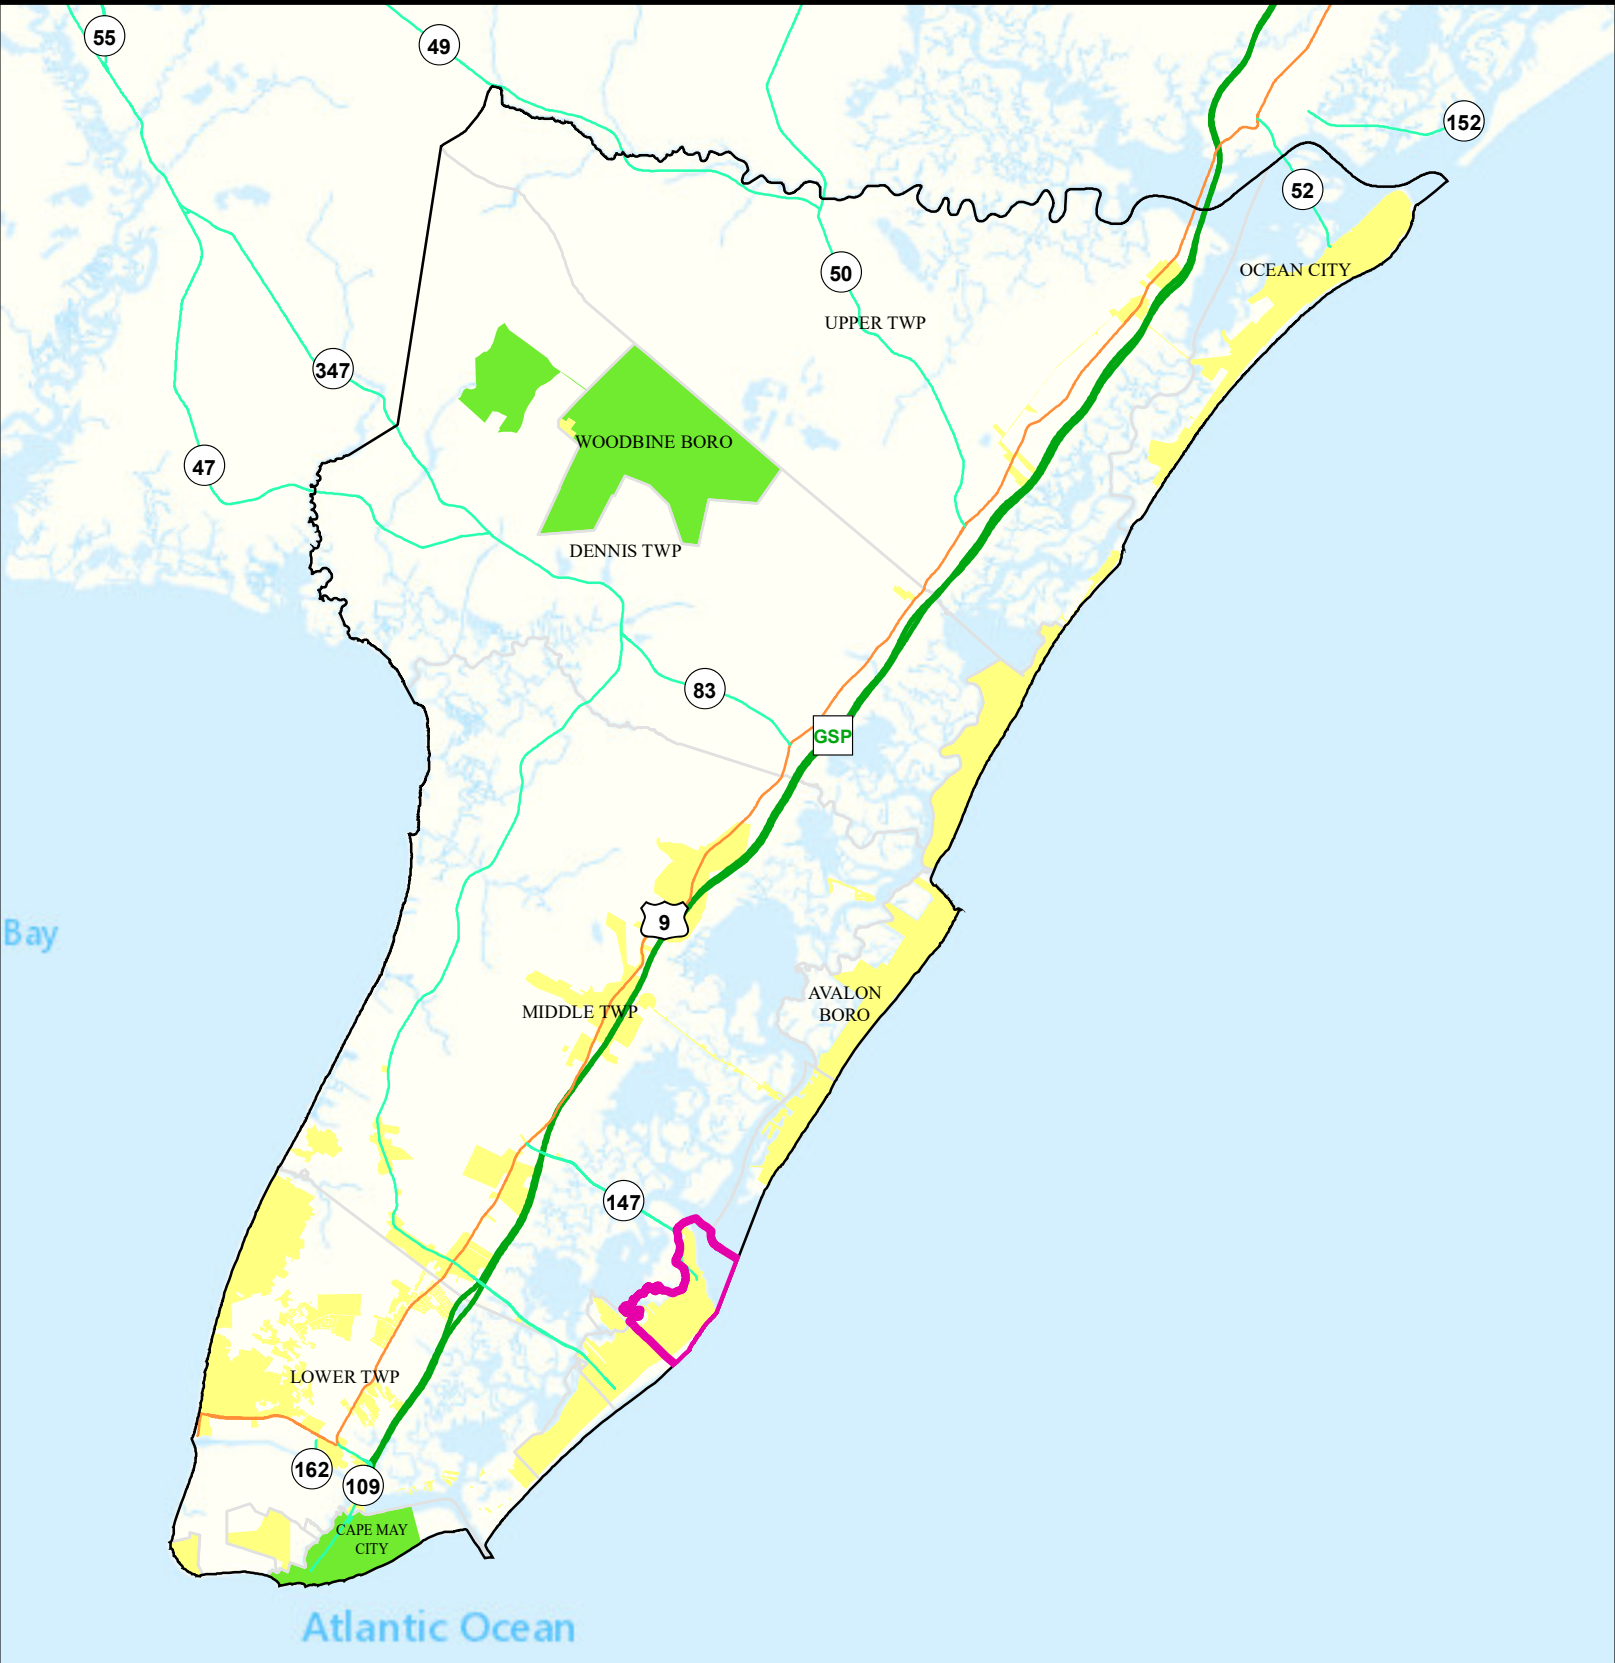 55
49
152
52
OCEAN CITY
50
UPPER TWP
347
WOODBINE BORO
47
DENNIS TWP
83
GSP
9
Bay
AVALON
BORO
MIDDLE TWP
147
LOWER TWP
162
109
CAPE MAY
CITY
Atlantic Ocean